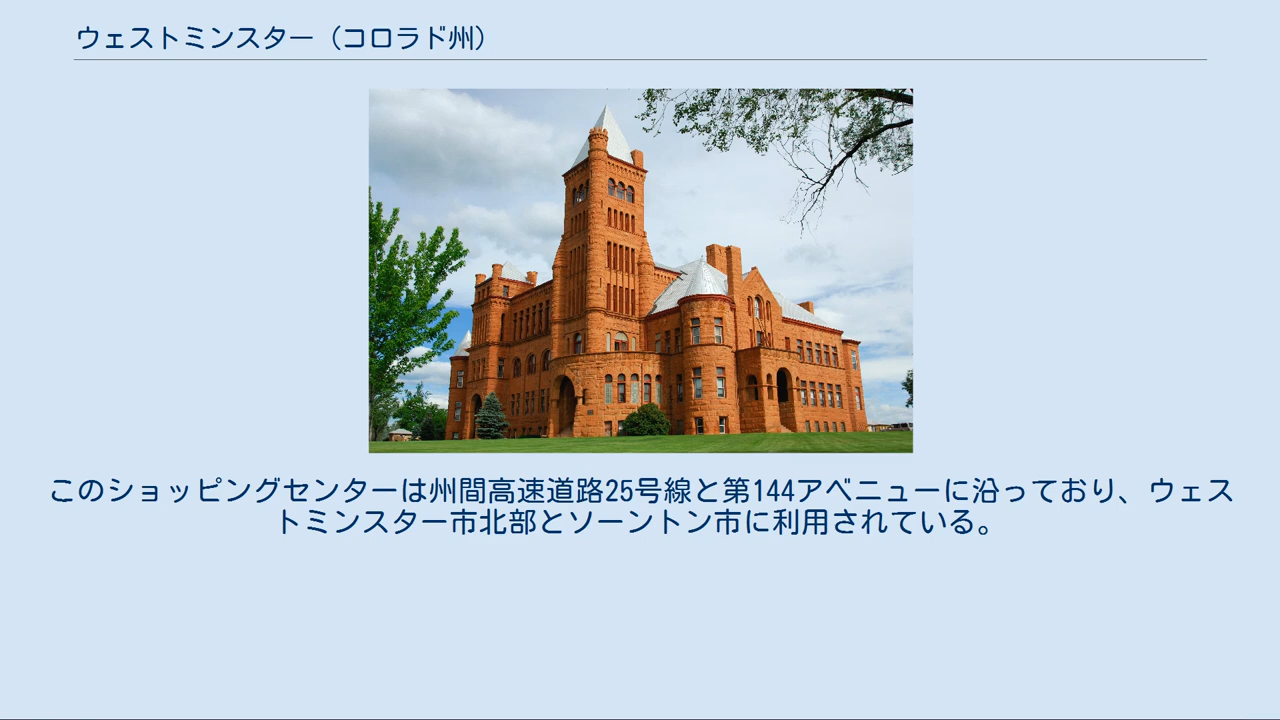 ウェストミンスター（コロラド州）
このショッピングセンターは州間高速道路25号線と第144アベニューに沿っており、ウェス
トミンスター市北部とソーントン市に利用されている。